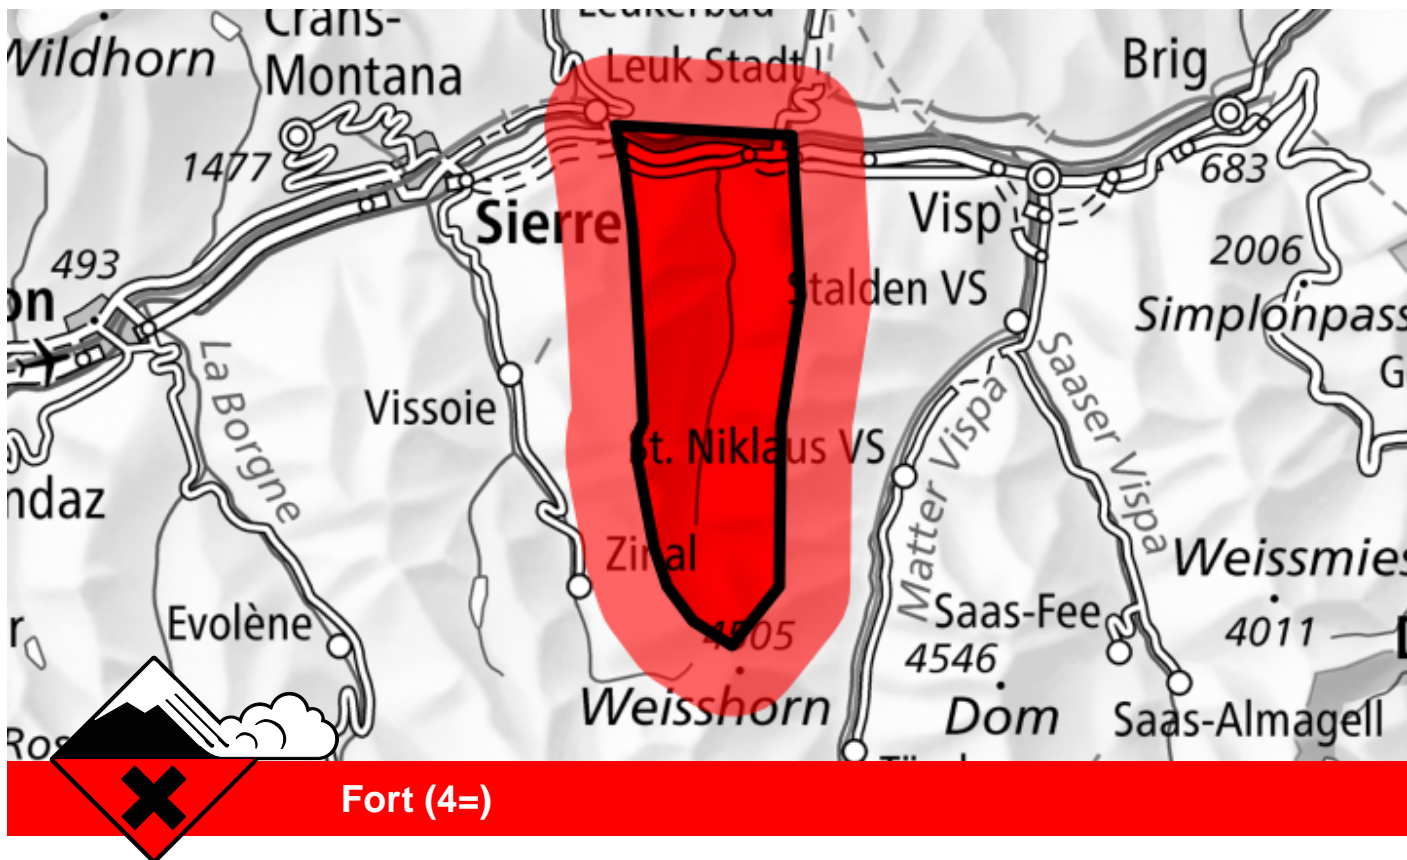 Crans-
Montana
Leukerbad
Wildhorn
Leuk Stadt
Brig
1477
683
Sierre
Visp
493
2006
on
Stalden VS
Simplonpass
La Borgne
Saaser Vispa
G
Vissoie
Matter Vispa
St. Niklaus VS
ndaz
Zinal
Weissmies
Evolène
r
4505
Saas-Fee
4011
4546
Weisshorn
Dom
Saas-Almagell
Ros
Fort (4=)